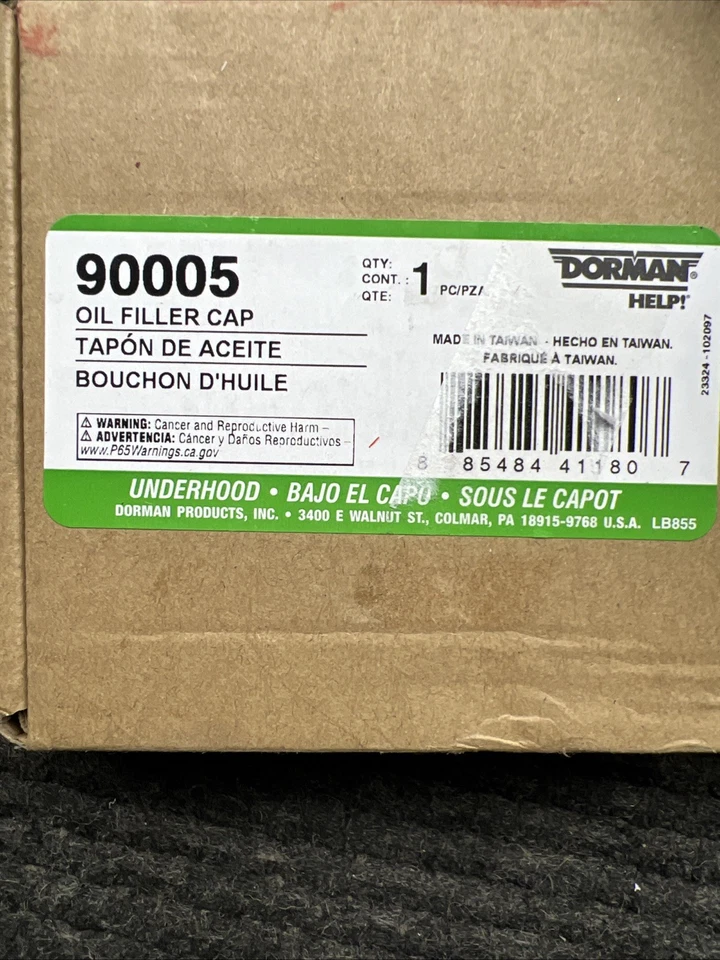 90005
OIL FILLER CAP
TAPÓN DE ACEITE
BOUCHON D'HUILE
QTY:
CONT. : 1 PC/PZ
QTE:
DORMAN®
HELP!®
MADE IN TAIWAN - HECHO EN TAIWAN.
FABRIQUÉ À TAIWAN.
23324 -102097
8 85484 41180 7
⚠ WARNING: Cancer and Reproductive Harm –
⚠ ADVERTENCIA: Cáncer y Daños Reproductivos –
www.P65Warnings.ca.gov
UNDERHOOD • BAJO EL CAPO • SOUS LE CAPOT
DORMAN PRODUCTS, INC. • 3400 E WALNUT ST., COLMAR, PA 18915-9768 U.S.A. LB855